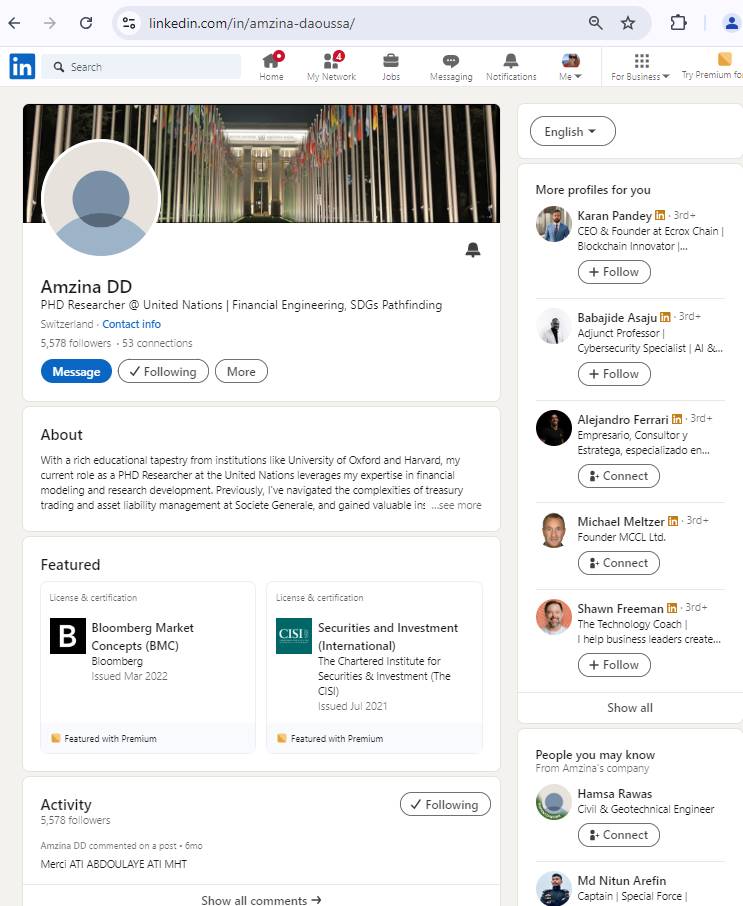 linkedin.com/in/amzina-daoussa/
in
Search
Home
4
My Network
Jobs
Messaging
Notifications
Me
For Business
Try Premium fo
Amzina DD
PHD Researcher @ United Nations | Financial Engineering, SDGs Pathfinding
Switzerland · Contact info
5,578 followers · 53 connections
Message
Following
More
About
With a rich educational tapestry from institutions like University of Oxford and Harvard, my
current role as a PHD Researcher at the United Nations leverages my expertise in financial
modeling and research development. Previously, I've navigated the complexities of treasury
trading and asset liability management at Societe Generale, and gained valuable ins ...see more
Featured
License & certification
B
Bloomberg Market
Concepts (BMC)
Bloomberg
Issued Mar 2022
Featured with Premium
License & certification
CISI
Securities and Investment
(International)
The Chartered Institute for
Securities & Investment (The
CISI)
Issued Jul 2021
Featured with Premium
Activity
5,578 followers
Following
Amzina DD commented on a post • 6mo
Merci ATI ABDOULAYE ATI MHT
Show all comments →
English
More profiles for you
Karan Pandey in · 3rd+
CEO & Founder at Ecrox Chain |
Blockchain Innovator |...
+ Follow
Babajide Asaju in · 3rd+
Adjunct Professor |
Cybersecurity Specialist | AI &...
+ Follow
Alejandro Ferrari in · 3rd+
Empresario, Consultor y
Estratega, especializado en...
Connect
Michael Meltzer in · 3rd+
Founder MCCL Ltd.
Connect
Shawn Freeman in · 3rd+
The Technology Coach |
I help business leaders create...
+ Follow
Show all
People you may know
From Amzina's company
Hamsa Rawas
Civil & Geotechnical Engineer
Connect
Md Nitun Arefin
Captain | Special Force |